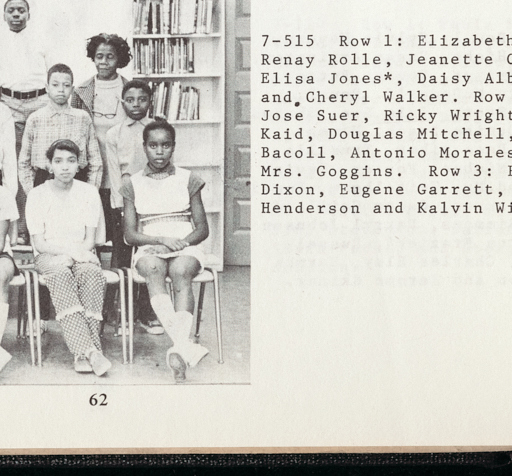 7-515 Row 1: Elizabeth
Renay Rolle, Jeanette
Elisa Jones*, Daisy Alb
and Cheryl Walker. Row
Jose Suer, Ricky Wright
Kaid, Douglas Mitchell,
Bacoll, Antonio Morales
Mrs. Goggins. Row 3:
Dixon, Eugene Garrett,
Henderson and Kalvin Wi
62